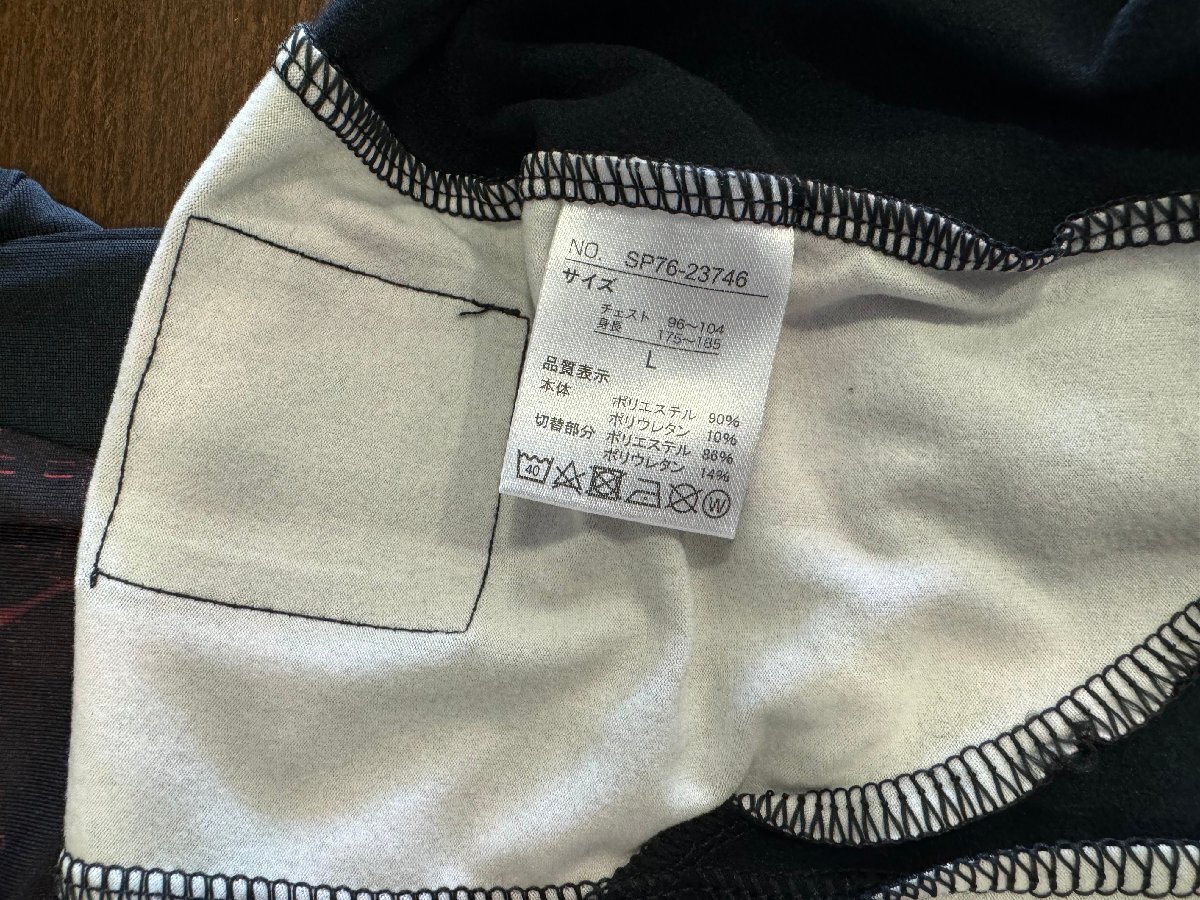 NO. SP76-23746
サイズ
チェスト 96～104
身長 175～185
L
品質表示
本体 ポリエステル 90%
ポリウレタン 10%
切替部分 ポリエステル 86%
ポリウレタン 14%
40 W